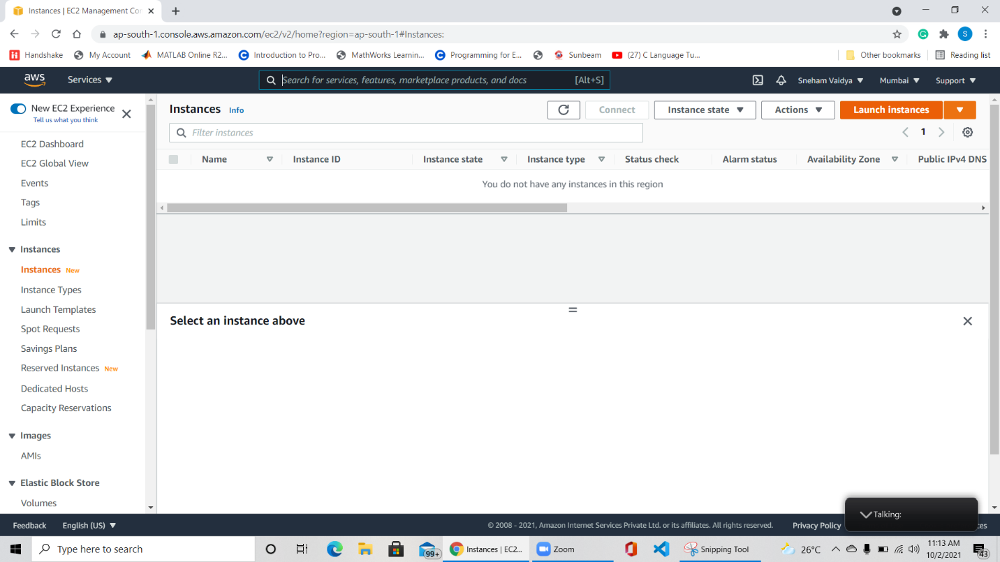 Instances | EC2 Management Con
ap-south-1.console.aws.amazon.com/ec2/v2/home?region=ap-south-1#Instances:
S
Handshake
My Account
MATLAB Online R2...
Introduction to Pro...
MathWorks Learnin...
Programming for E...
Sunbeam
(27) C Language Tu...
Other bookmarks
Reading list
aws
Services
Search for services, features, marketplace products, and docs
[Alt+S]
Sneham Vaidya
Mumbai
Support
New EC2 Experience
Tell us what you think
EC2 Dashboard
EC2 Global View
Events
Tags
Limits
Instances
Instances New
Instance Types
Launch Templates
Spot Requests
Savings Plans
Reserved Instances New
Dedicated Hosts
Capacity Reservations
Images
AMIs
Elastic Block Store
Volumes
Instances Info
Connect
Instance state
Actions
Launch instances
Filter instances
1
Name
Instance ID
Instance state
Instance type
Status check
Alarm status
Availability Zone
Public IPv4 DNS
You do not have any instances in this region
Select an instance above
Talking:
Feedback
English (US)
© 2008 - 2021, Amazon Internet Services Private Ltd. or its affiliates. All rights reserved.
Privacy Policy
Type here to search
99+
Instances | EC2...
Zoom
Snipping Tool
26°C
11:13 AM
10/2/2021
43